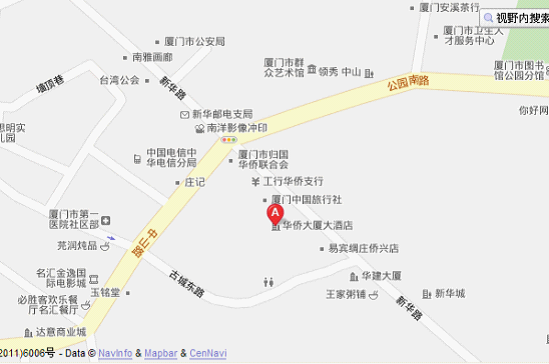 厦门安溪茶行
视野内搜索
厦门市公安局
南雅画廊
厦门市卫生人
才服务中心
台湾公会
厦门市群
众艺术馆
领秀 中山
厦门市图书
馆公园分馆
墙顶巷
新华路
公园南路
新华邮电支局
南洋影像冲印
你好网
思明实
儿园
中国电信中
华电信分局
厦门市归国
华侨联合会
庄记
工行华侨支行
厦门中国旅行社
A
华侨大厦大酒店
厦门市第一
医院社区部
芫润炖品
中山路
易宾绸庄侨兴店
名汇金逸国
际电影城
古城东路
华建大厦
玉铭堂
王家粥铺
新华城
必胜客欢乐餐
厅名汇餐厅
新华路
达意商业城
2011)6006号 - Data © NavInfo & Mapbar & CenNavi